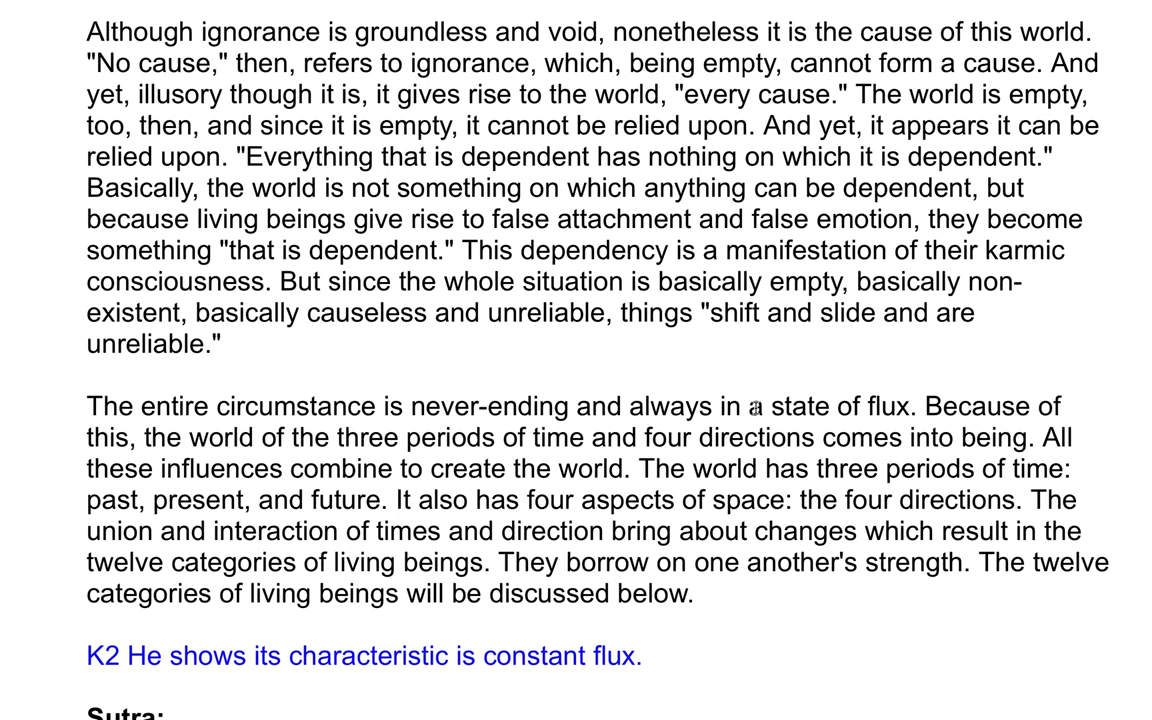 Although ignorance is groundless and void, nonetheless it is the cause of this world.
"No cause," then, refers to ignorance, which, being empty, cannot form a cause. And
yet, illusory though it is, it gives rise to the world, "every cause." The world is empty,
too, then, and since it is empty, it cannot be relied upon. And yet, it appears it can be
relied upon. "Everything that is dependent has nothing on which it is dependent."
Basically, the world is not something on which anything can be dependent, but
because living beings give rise to false attachment and false emotion, they become
something "that is dependent." This dependency is a manifestation of their karmic
consciousness. But since the whole situation is basically empty, basically non-
existent, basically causeless and unreliable, things "shift and slide and are
unreliable."
The entire circumstance is never-ending and always in a state of flux. Because of
this, the world of the three periods of time and four directions comes into being. All
these influences combine to create the world. The world has three periods of time:
past, present, and future. It also has four aspects of space: the four directions. The
union and interaction of times and direction bring about changes which result in the
twelve categories of living beings. They borrow on one another's strength. The twelve
categories of living beings will be discussed below.
K2 He shows its characteristic is constant flux.
Sutra: